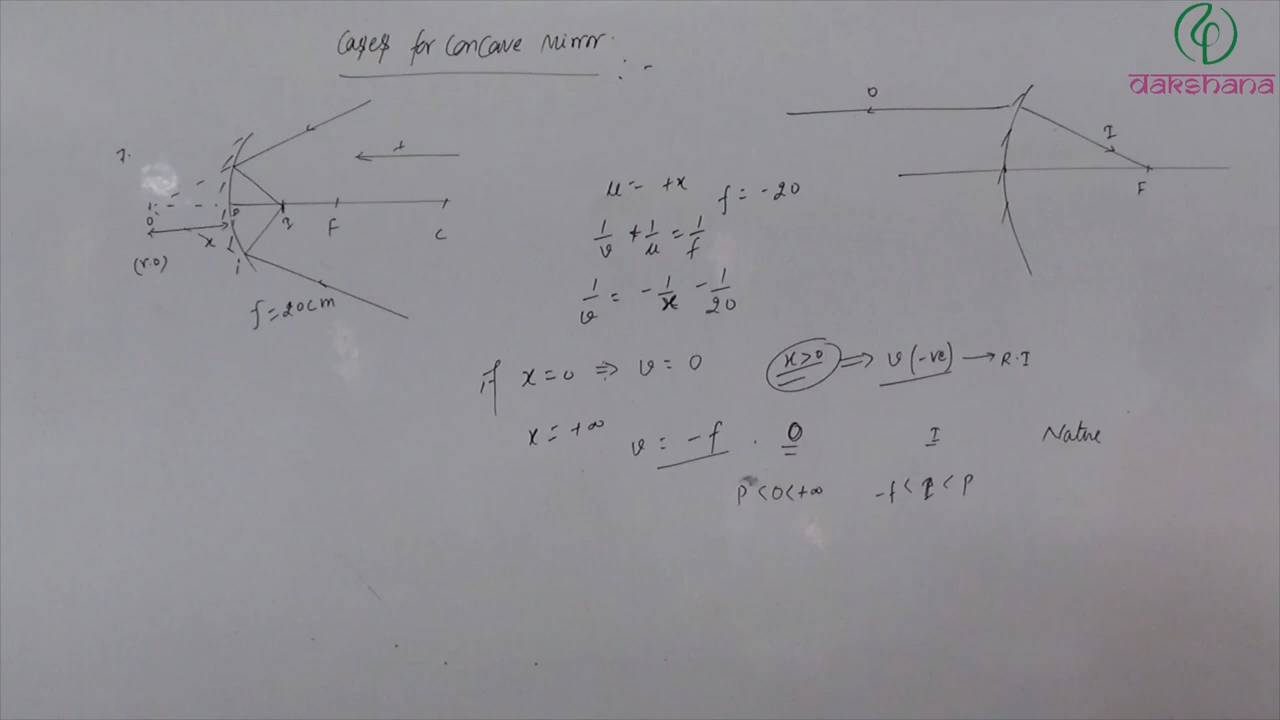 Cases for Concave Mirror :-
dakshana
1.
O
P
I
F
C
x
(V.O)
f = 20cm
+
O
I
F
u = +x
f = -20
1/v + 1/u = 1/f
1/v = -1/x - 1/20
if x = 0 ⇒ v = 0
x > 0 ⇒ v (-ve) → R.I
x = +∞ v = -f
O I Nature
P < O < +∞ -f < I < P